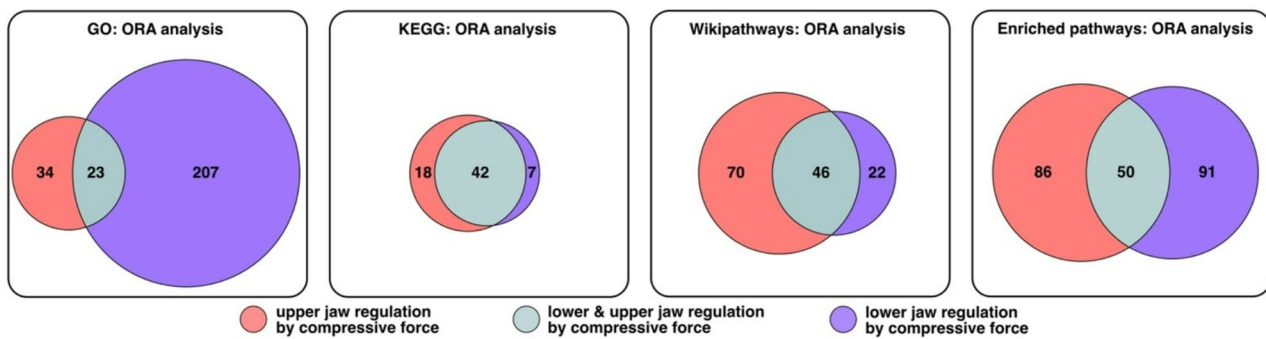 GO: ORA analysis
34 23 207
KEGG: ORA analysis
18 42 7
Wikipathways: ORA analysis
70 46 22
Enriched pathways: ORA analysis
86 50 91
upper jaw regulation
by compressive force
lower & upper jaw regulation
by compressive force
lower jaw regulation
by compressive force